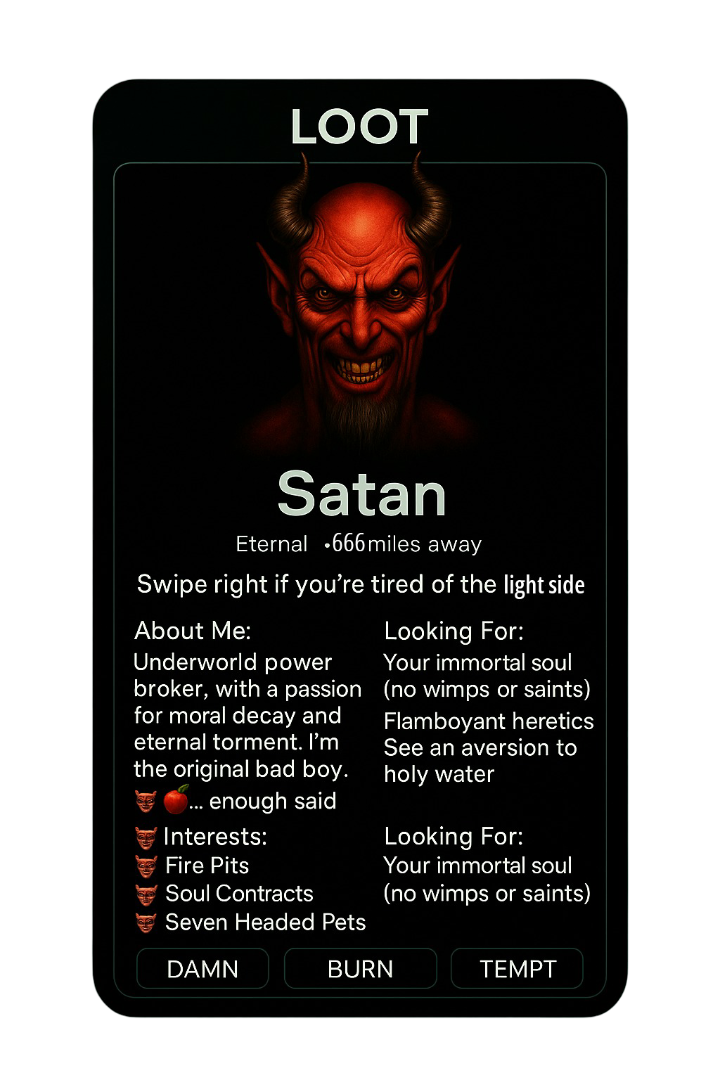 LOOT
Satan
Eternal •666miles away
Swipe right if you're tired of the light side
About Me:
Underworld power
broker, with a passion
for moral decay and
eternal torment. I'm
the original bad boy.
😈 🍎... enough said
Looking For:
Your immortal soul
(no wimps or saints)
Flamboyant heretics
See an aversion to
holy water
Interests:
Fire Pits
Soul Contracts
Seven Headed Pets
Looking For:
Your immortal soul
(no wimps or saints)
DAMN
BURN
TEMPT